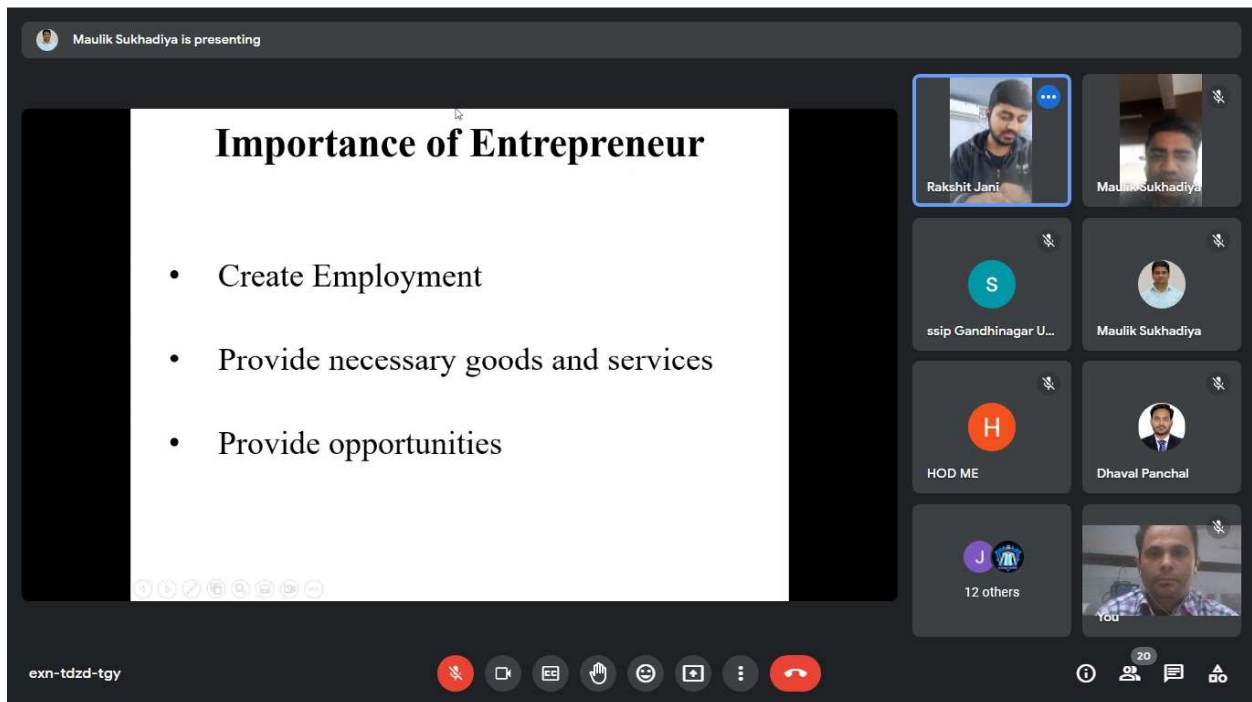 Maulik Sukhadiya is presenting
Importance of Entrepreneur
• Create Employment
• Provide necessary goods and services
• Provide opportunities
Rakshit Jani
Maulik Sukhadiya
S
ssip Gandhinagar U...
Maulik Sukhadiya
H
HOD ME
Dhaval Panchal
J
12 others
You
exn-tdzd-tgy
CC
20